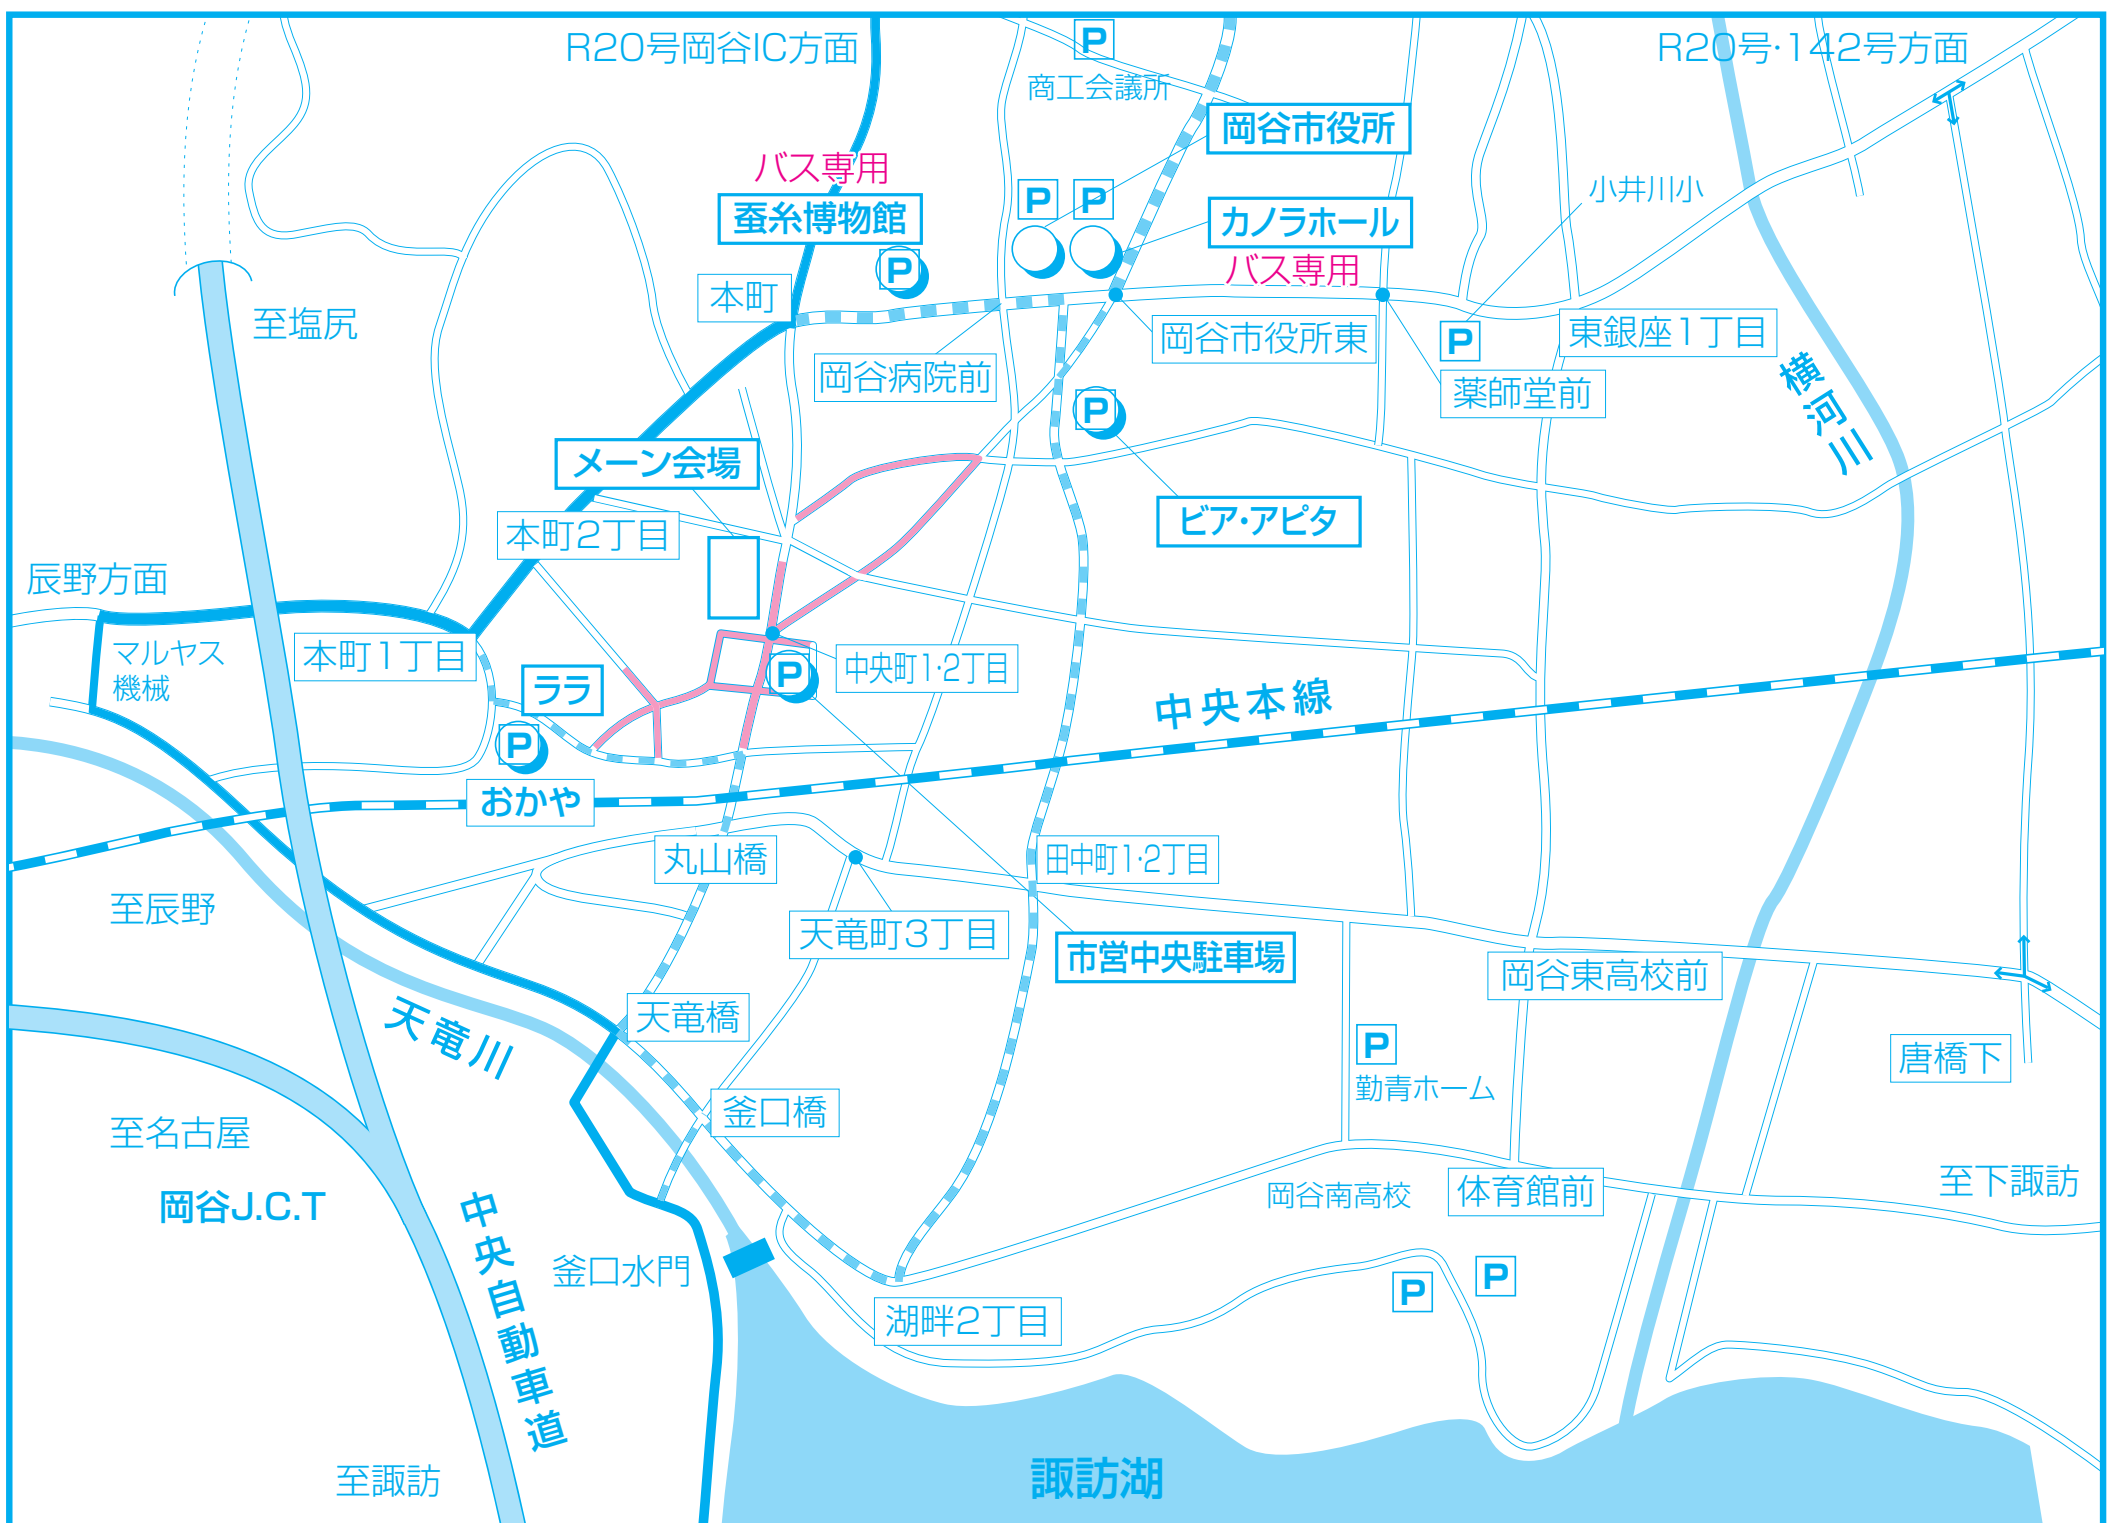 R20号岡谷IC方面
P
商工会議所
R20号・142号方面
岡谷市役所
バス専用
蚕糸博物館
P
P
P
カノラホール
バス専用
小井川小
本町
至塩尻
岡谷病院前
岡谷市役所東
P
東銀座1丁目
薬師堂前
横河川
P
メーン会場
ビア・アピタ
本町2丁目
辰野方面
マルヤス
機械
本町1丁目
ララ
P
中央町1・2丁目
中央本線
P
おかや
丸山橋
田中町1・2丁目
至辰野
天竜町3丁目
市営中央駐車場
岡谷東高校前
天竜橋
天竜川
P
勤青ホーム
唐橋下
釜口橋
至名古屋
岡谷J.C.T
中央自動車道
岡谷南高校
体育館前
至下諏訪
釜口水門
P
P
湖畔2丁目
至諏訪
諏訪湖